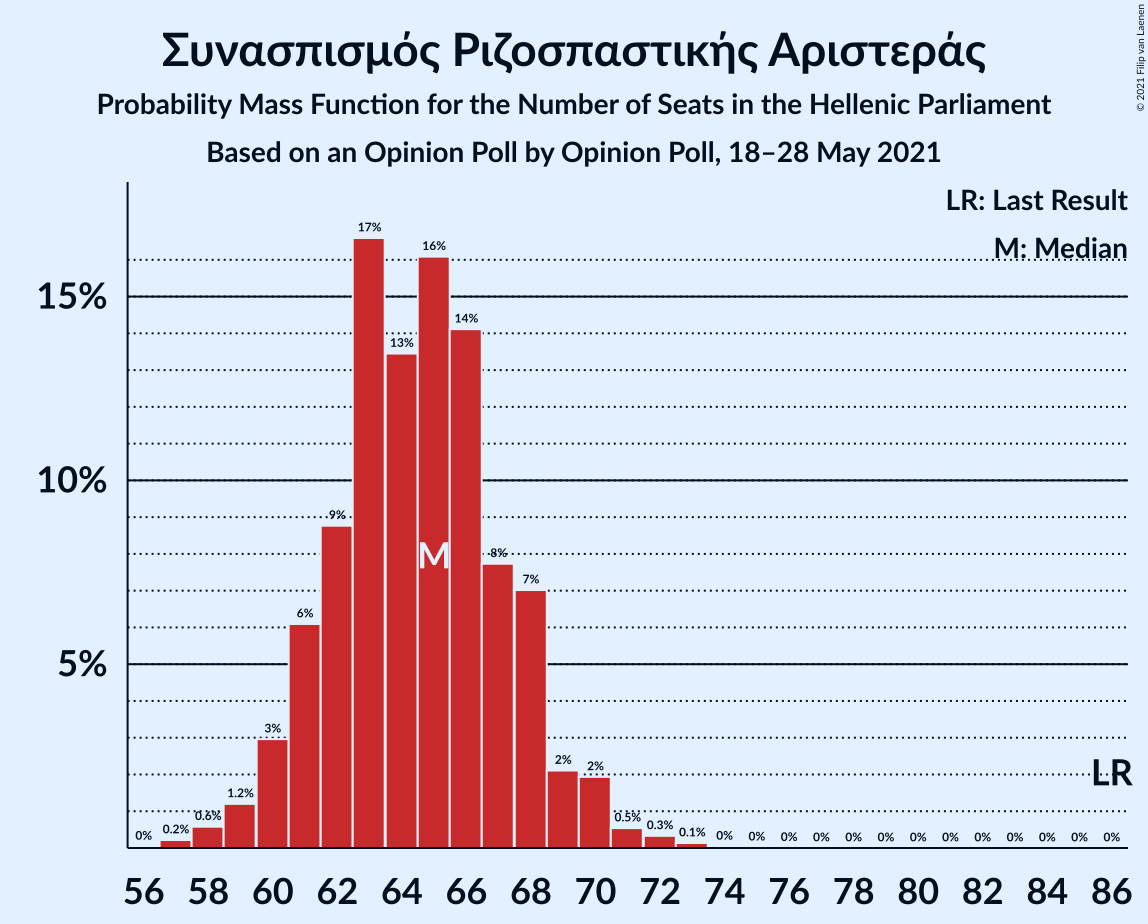 Συνασπισμός Ριζοσπαστικής Αριστεράς
Probability Mass Function for the Number of Seats in the Hellenic Parliament
Based on an Opinion Poll by Opinion Poll, 18–28 May 2021
© 2021 Filip van Laenen
LR: Last Result
M: Median
15%
10%
5%
0% 0.2% 0.6% 1.2% 3% 6% 9% 17% 13% 16% 14% 8% 7% 2% 2% 0.5% 0.3% 0.1% 0% 0% 0% 0% 0% 0% 0% 0% 0% 0% 0% 0% 0%
M
LR
56 58 60 62 64 66 68 70 72 74 76 78 80 82 84 86